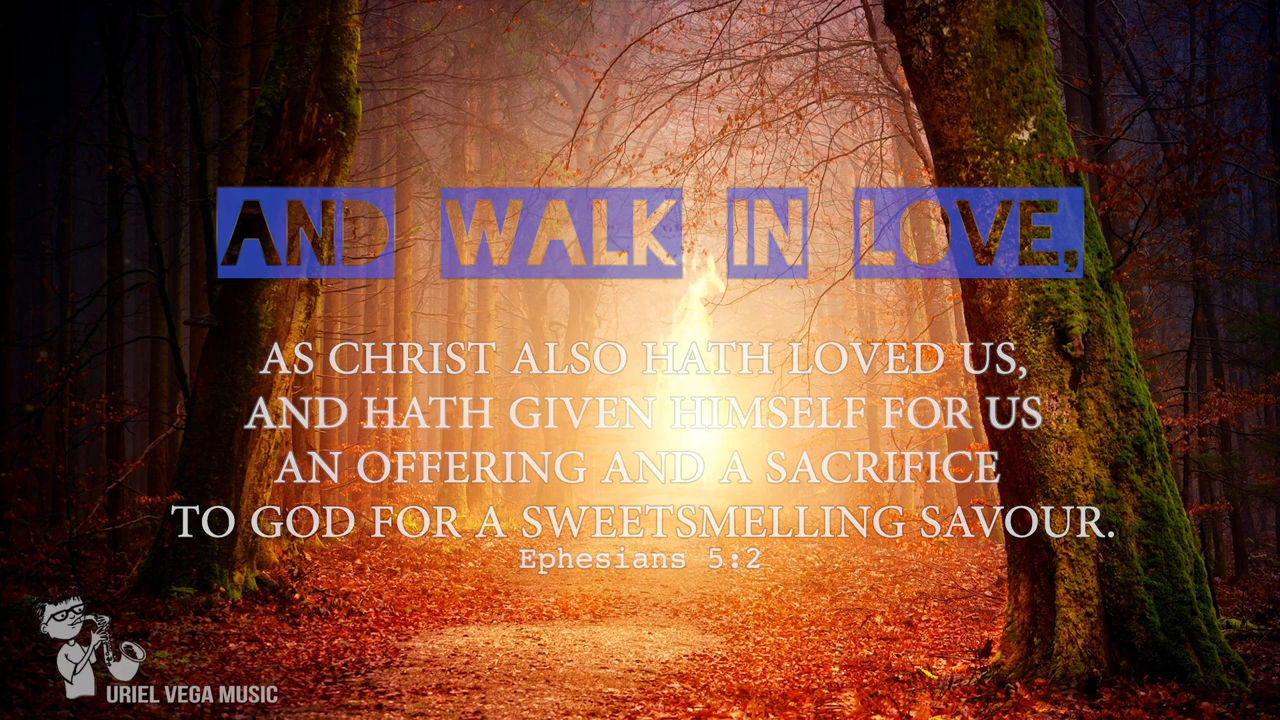 AND WALK IN LOVE,
AS CHRIST ALSO HATH LOVED US,
AND HATH GIVEN HIMSELF FOR US
AN OFFERING AND A SACRIFICE
TO GOD FOR A SWEETSMELLING SAVOUR.
Ephesians 5:2
URIEL VEGA MUSIC